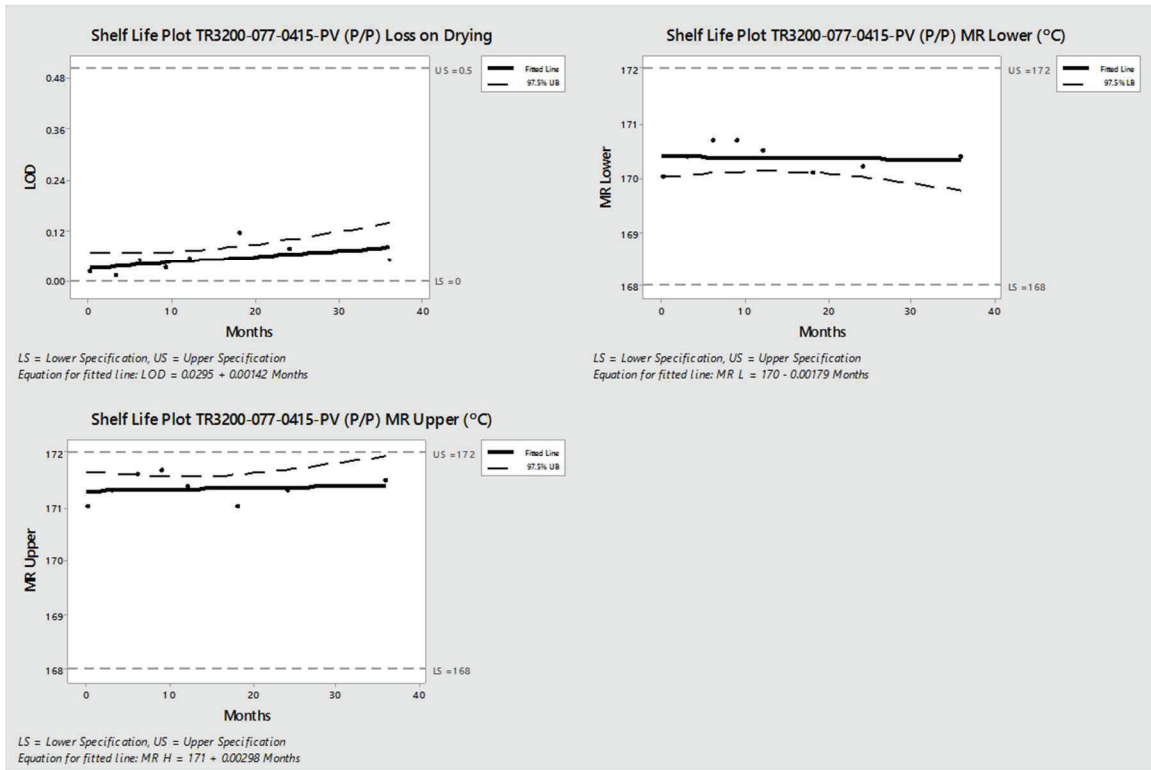 Shelf Life Plot TR3200-077-0415-PV (P/P) Loss on Drying
0.48
0.36
0.24
0.12
0.00
LOD
US =0.5
LS =0
Fitted Line
97.5% UB
0 10 20 30 40
Months
LS = Lower Specification, US = Upper Specification
Equation for fitted line: LOD = 0.0295 + 0.00142 Months
Shelf Life Plot TR3200-077-0415-PV (P/P) MR Lower (°C)
172
171
170
169
168
MR Lower
US =172
LS =168
Fitted Line
97.5% LB
0 10 20 30 40
Months
LS = Lower Specification, US = Upper Specification
Equation for fitted line: MR L = 170 - 0.00179 Months
Shelf Life Plot TR3200-077-0415-PV (P/P) MR Upper (°C)
172
171
170
169
168
MR Upper
US =172
LS =168
Fitted Line
97.5% UB
0 10 20 30 40
Months
LS = Lower Specification, US = Upper Specification
Equation for fitted line: MR H = 171 + 0.00298 Months